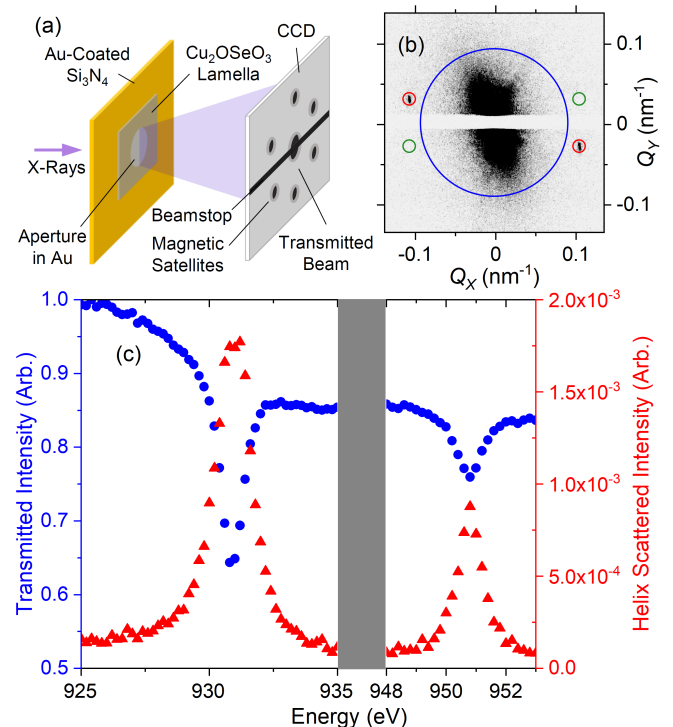 (a)
Au-Coated
Si₃N₄
Cu₂OSeO₃
Lamella
CCD
X-Rays
Aperture
in Au
Beamstop
Magnetic
Satellites
Transmitted
Beam
(b)
0.1
0
-0.1
Q_Y (nm⁻¹)
-0.1 0 0.1
Q_X (nm⁻¹)
(c)
1.0
0.9
0.8
0.7
0.6
0.5
Transmitted Intensity (Arb.)
2.0x10⁻³
1.5x10⁻³
1.0x10⁻³
5.0x10⁻⁴
0.0
Helix Scattered Intensity (Arb.)
925 930 935 948 950 952
Energy (eV)